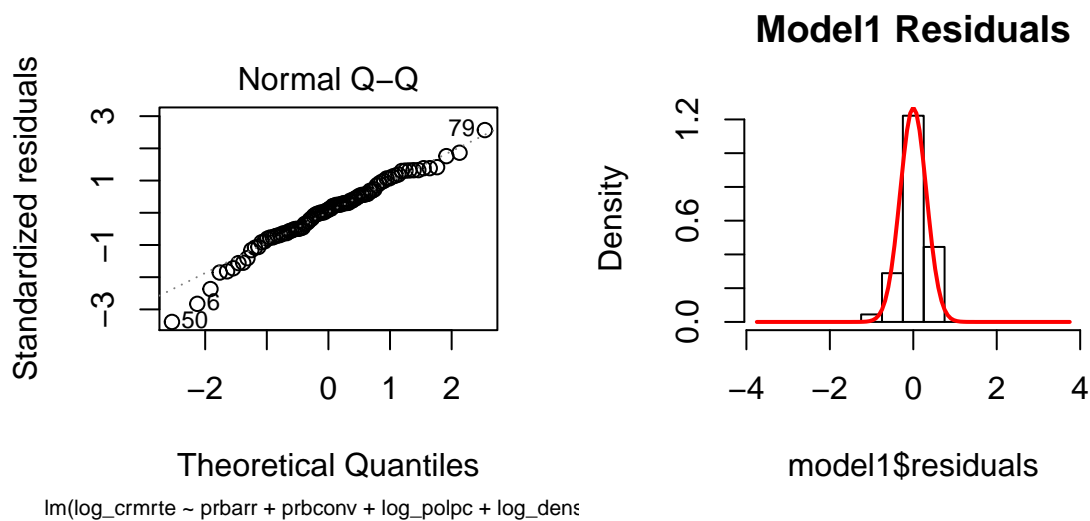 Normal Q−Q
Standardized residuals
3
1
−1
−3
79
6
50
−2
0
1
2
Theoretical Quantiles
lm(log_crmrte ~ prbarr + prbconv + log_polpc + log_dens
Model1 Residuals
Density
1.2
0.6
0.0
−4
−2
0
2
4
model1$residuals